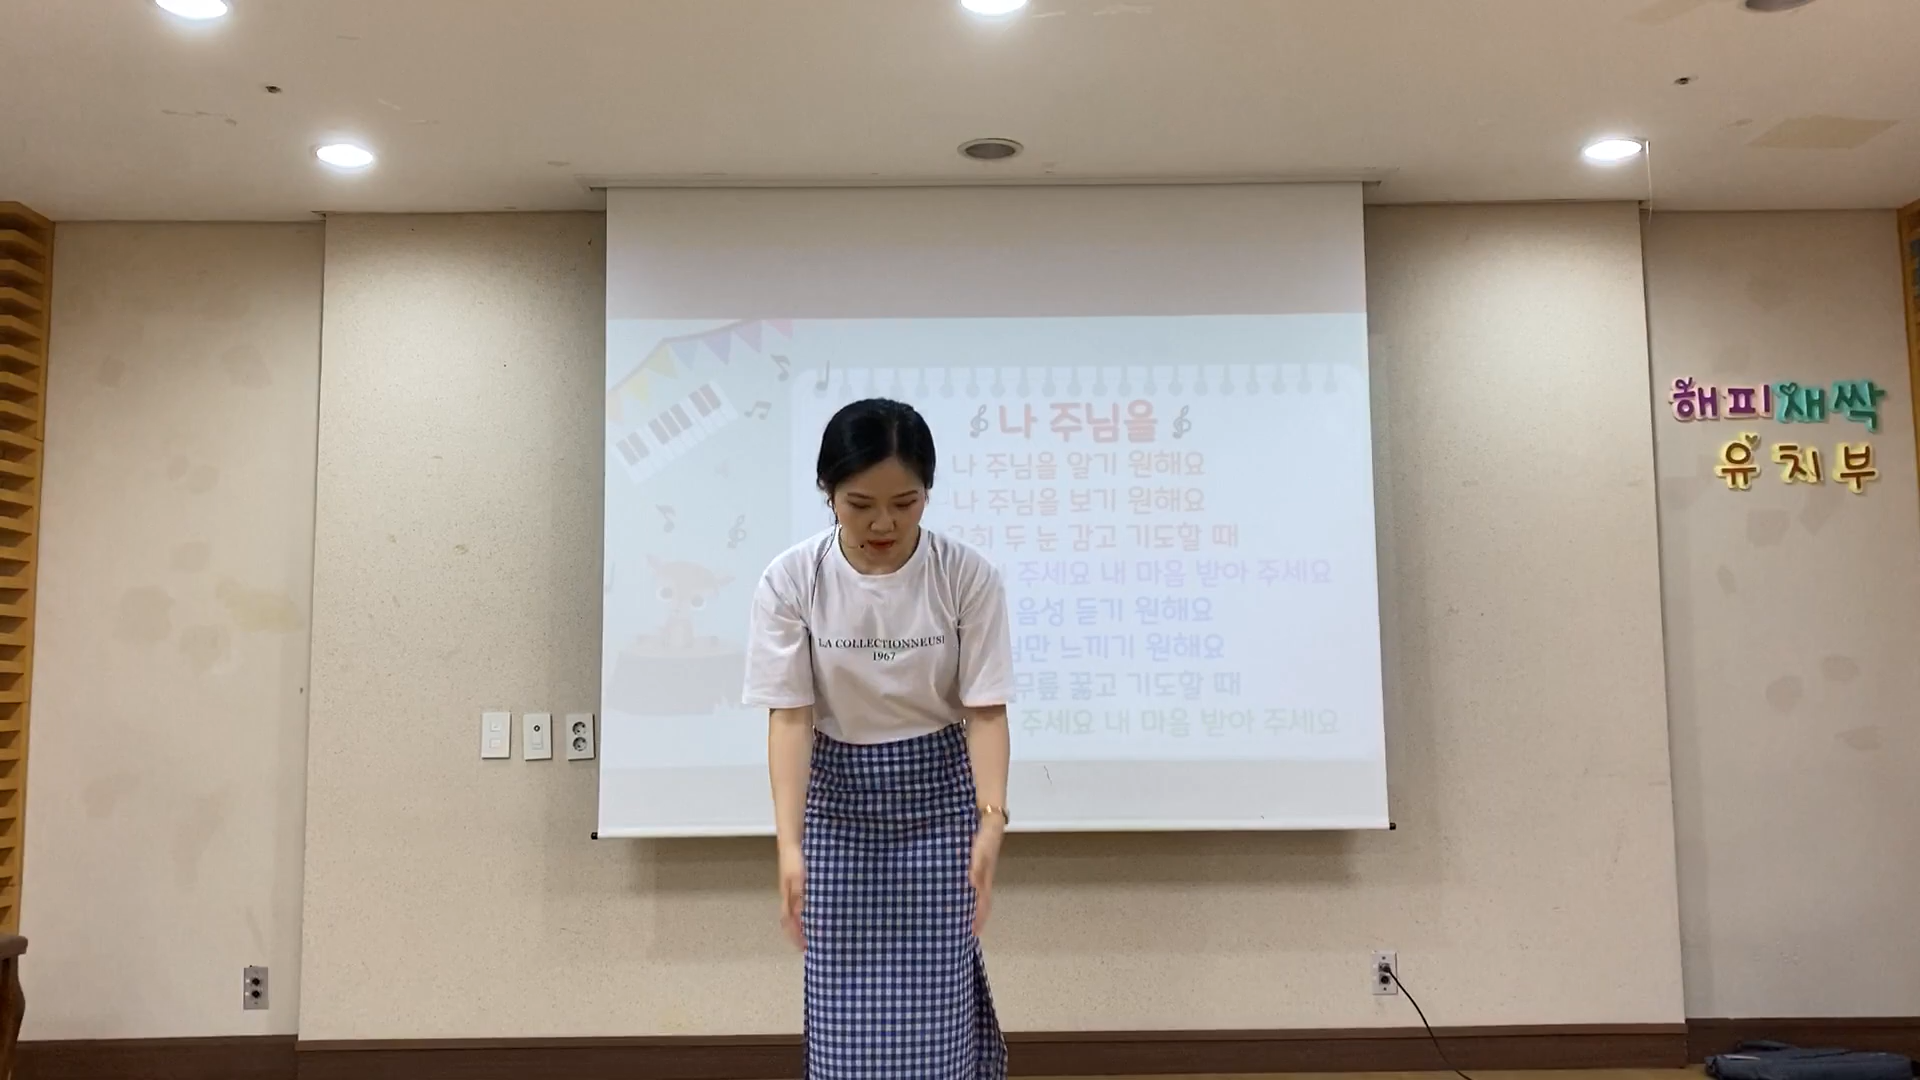 나 주님을
나 주님을 알기 원해요
나 주님을 보기 원해요
두 눈 감고 기도할 때
주세요 내 마음 받아 주세요
음성 듣기 원해요
느끼기 원해요
무릎 꿇고 기도할 때
주세요 내 마음 받아 주세요
해피새싹
유치부
LA COLLECTIONNEUSE
1967